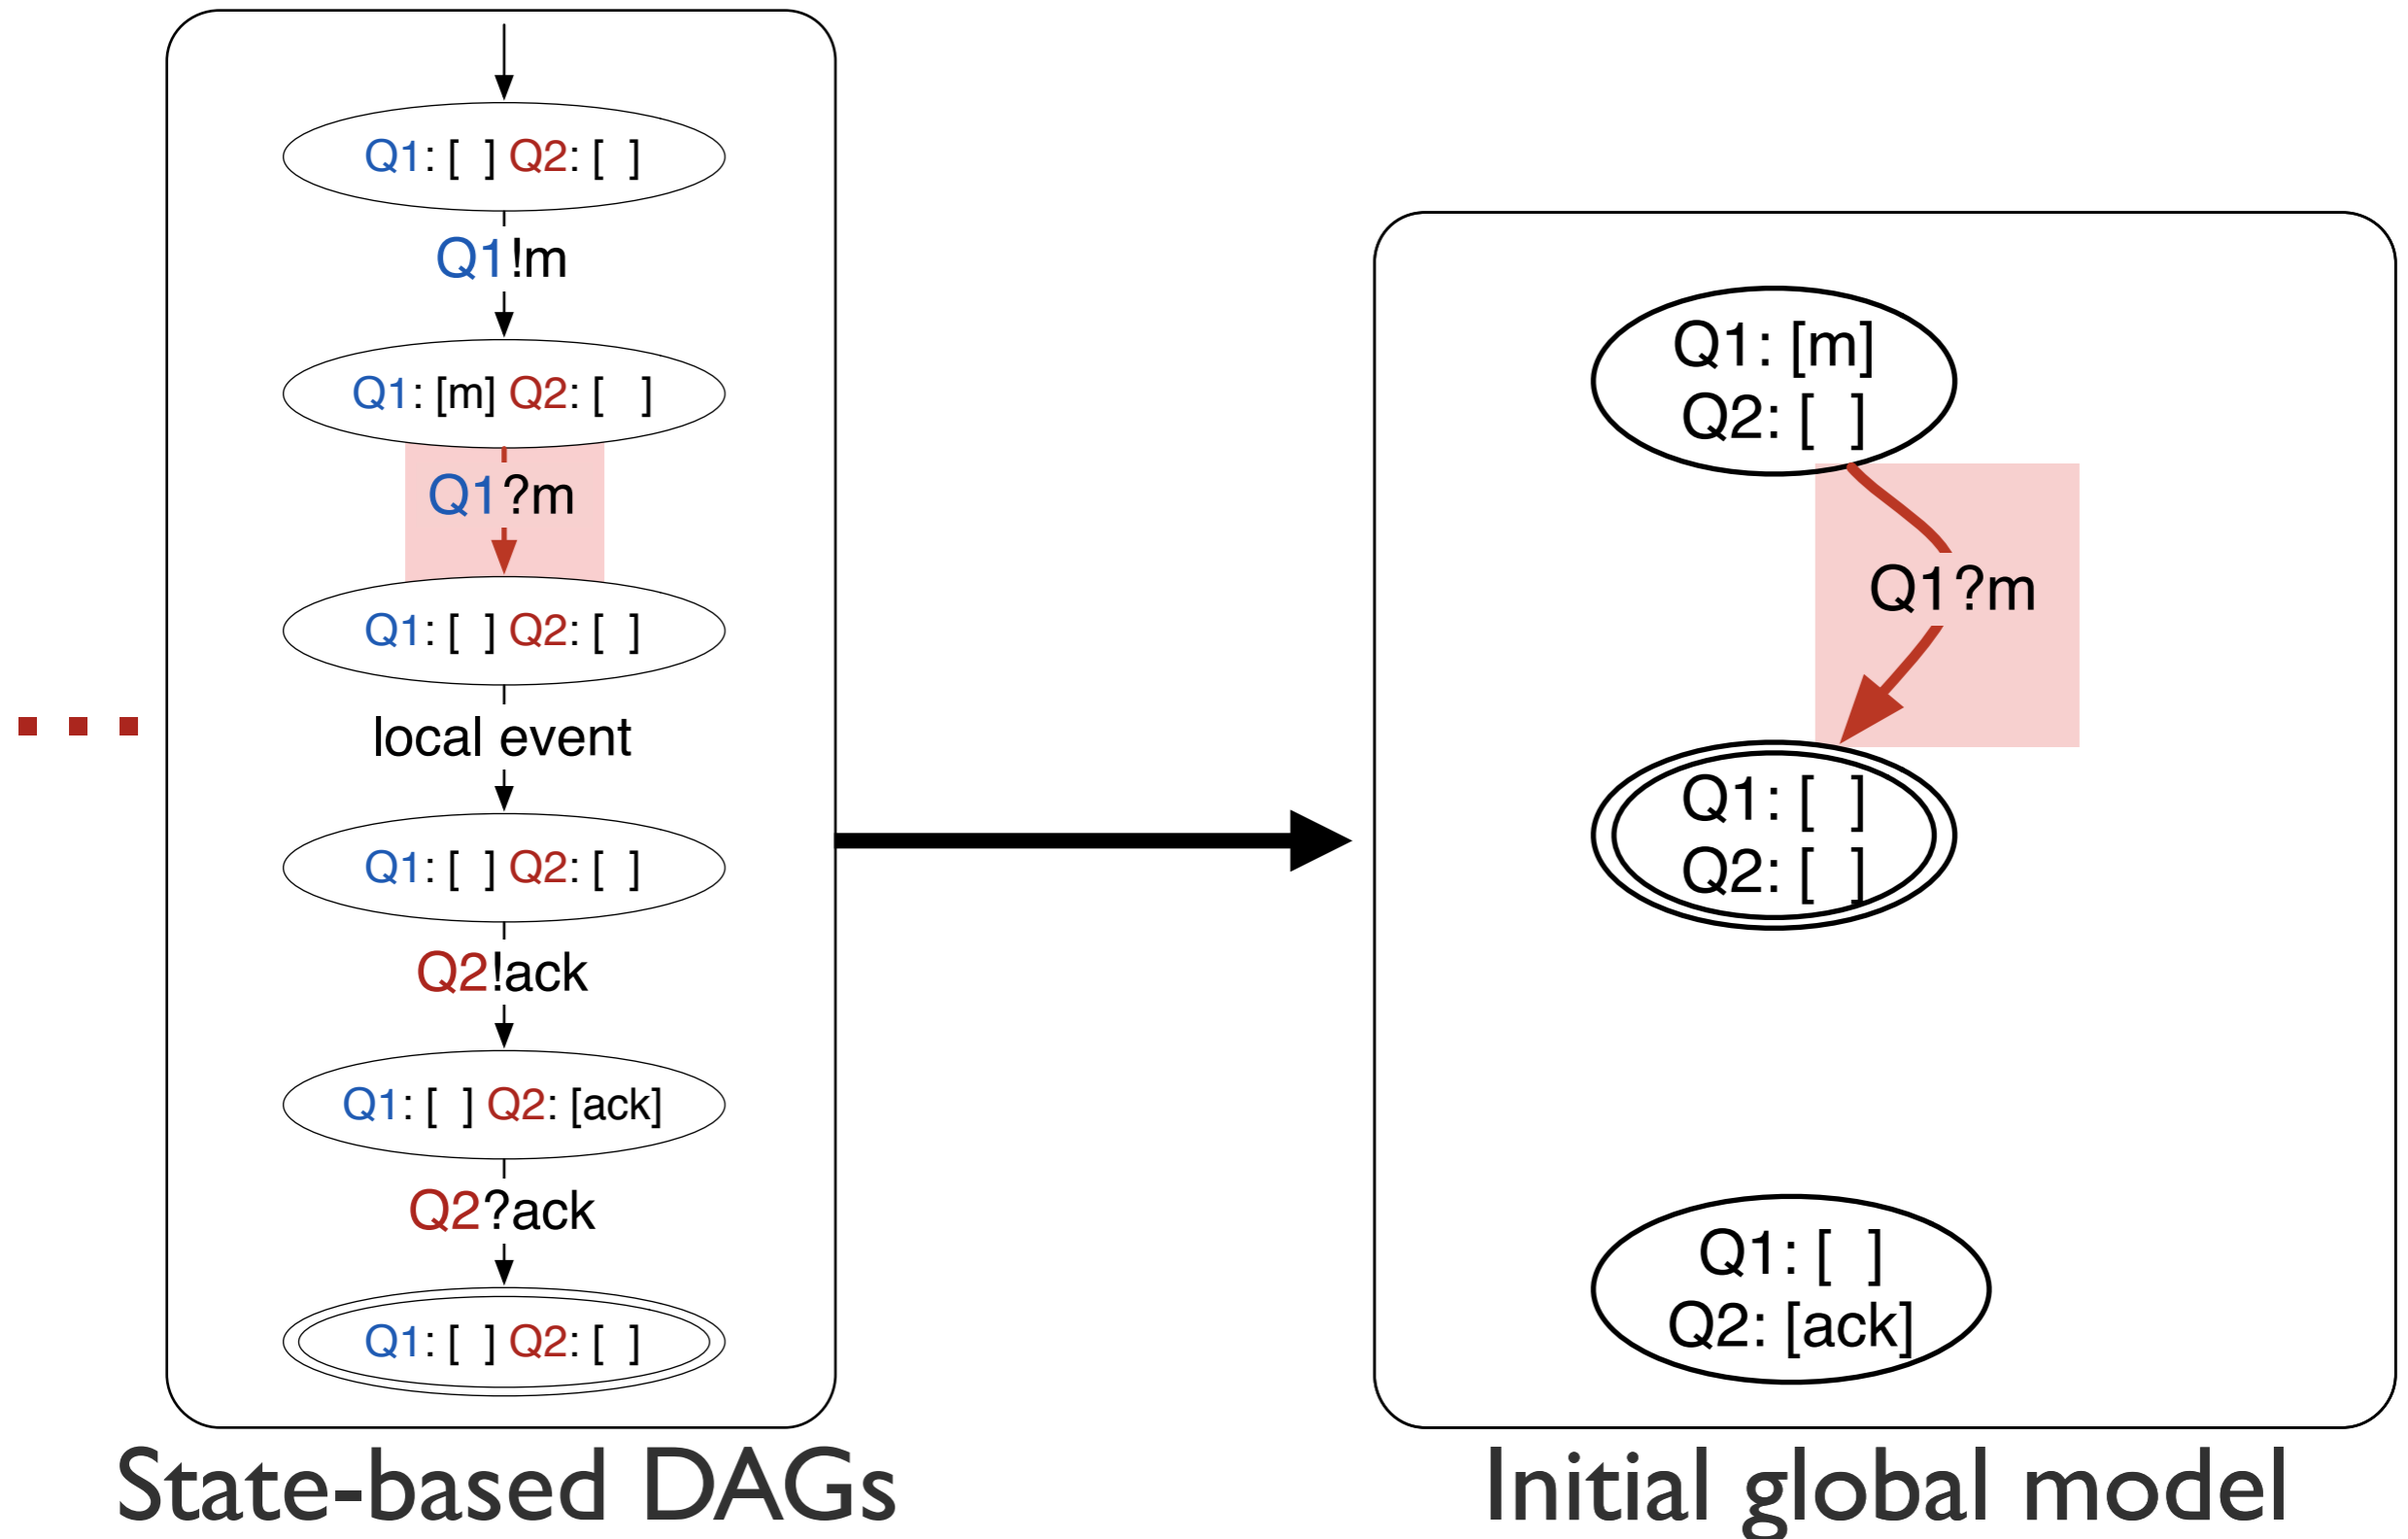 Q1: [ ] Q2: [ ]
Q1!m
Q1: [m] Q2: [ ]
Q1?m
Q1: [ ] Q2: [ ]
local event
Q1: [ ] Q2: [ ]
Q2!ack
Q1: [ ] Q2: [ack]
Q2?ack
Q1: [ ] Q2: [ ]
State-based DAGs
Q1: [m]
Q2: [ ]
Q1?m
Q1: [ ]
Q2: [ ]
Q1: [ ]
Q2: [ack]
Initial global model